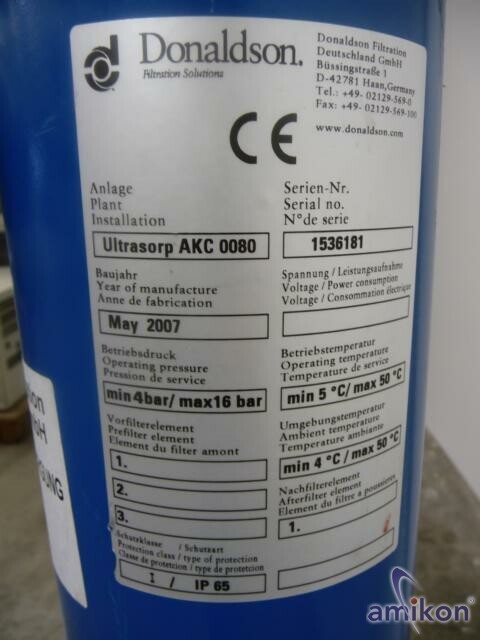 Donaldson.
Filtration Solutions
Donaldson Filtration
Deutschland GmbH
Büssingstraße 1
D-42781 Haan,Germany
Tel.: +49- 02129-569-0
Fax: +49- 02129-569-100
www.donaldson.com
CE
Anlage
Plant
Installation
Ultrasorp AKC 0080
Serien-Nr.
Serial no.
N°de serie
1536181
Baujahr
Year of manufacture
Anne de fabrication
May 2007
Spannung / Leistungsaufnahme
Voltage / Power consumption
Voltage / Consommation électrique
Betriebsdruck
Operating pressure
Pression de service
min 4bar/ max16 bar
Betriebstemperatur
Operating temperature
Temperature de service
min 5 °C/ max 50 °C
Vorfilterelement
Prefilter element
Element du filter amont
1.
2.
3.
Umgebungstemperatur
Ambient temperature
Temperature ambiante
min 4 °C / max 50 °C
Nachfilterelement
Afterfilter element
Element du filtre a poussieres
1.
Schutzklasse / Schutzart
Protection class / type of protection
Classe de protetcion / type de protetcion
I / IP 65
amikon